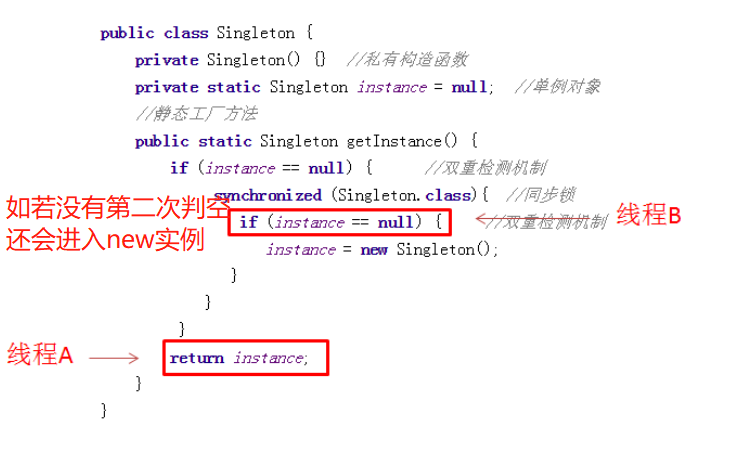 public class Singleton {
private Singleton() {}  //私有构造函数
private static Singleton instance = null;  //单例对象
//静态工厂方法
public static Singleton getInstance() {
if (instance == null) {      //双重检测机制
synchronized (Singleton.class){  //同步锁
如若没有第二次判空
if (instance == null) {     //双重检测机制
线程B
还会进入new实例
instance = new Singleton();
}
}
}
线程A
return instance;
}
}